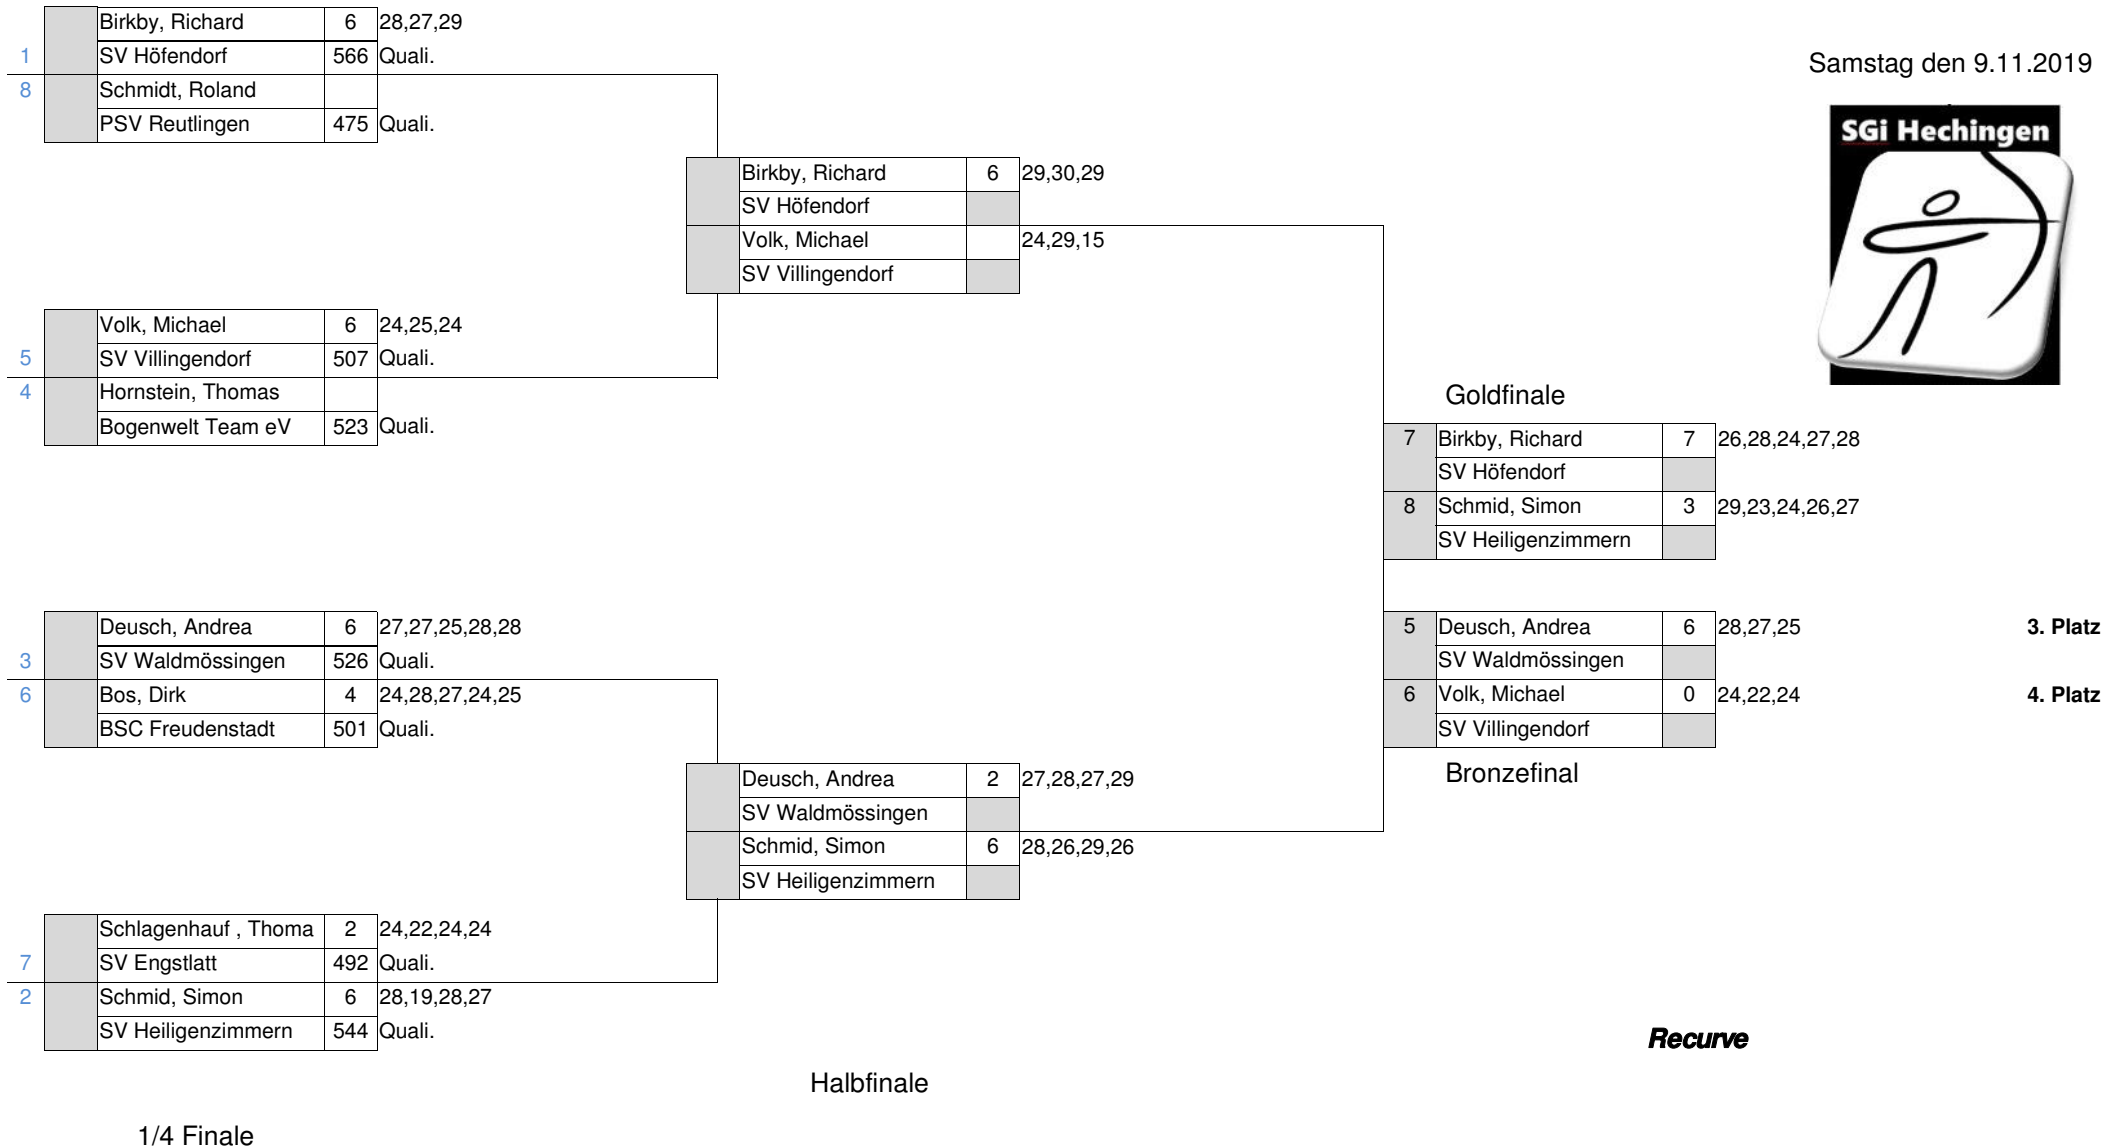 Birkby, Richard 6 28,27,29
1 SV Höfendorf 566 Quali.
8 Schmidt, Roland
PSV Reutlingen 475 Quali.
Samstag den 9.11.2019
SGi Hechingen
Birkby, Richard 6 29,30,29
SV Höfendorf
Volk, Michael 24,29,15
SV Villingendorf
Volk, Michael 6 24,25,24
5 SV Villingendorf 507 Quali.
4 Hornstein, Thomas
Bogenwelt Team eV 523 Quali.
Goldfinale
7 Birkby, Richard 7 26,28,24,27,28
SV Höfendorf
8 Schmid, Simon 3 29,23,24,26,27
SV Heiligenzimmern
Deusch, Andrea 6 27,27,25,28,28
3 SV Waldmössingen 526 Quali.
6 Bos, Dirk 4 24,28,27,24,25
BSC Freudenstadt 501 Quali.
5 Deusch, Andrea 6 28,27,25 3. Platz
SV Waldmössingen
6 Volk, Michael 0 24,22,24 4. Platz
SV Villingendorf
Bronzefinal
Deusch, Andrea 2 27,28,27,29
SV Waldmössingen
Schmid, Simon 6 28,26,29,26
SV Heiligenzimmern
Schlagenhauf , Thoma 2 24,22,24,24
7 SV Engstlatt 492 Quali.
2 Schmid, Simon 6 28,19,28,27
SV Heiligenzimmern 544 Quali.
Recurve
Halbfinale
1/4 Finale